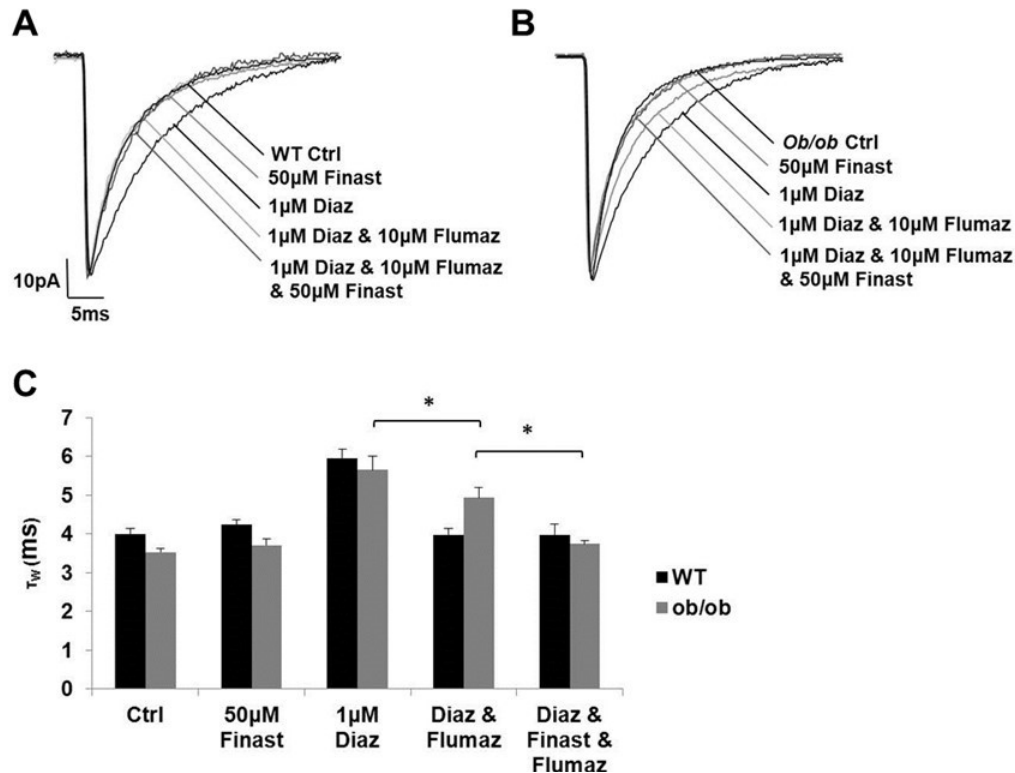 A
WT Ctrl
50µM Finast
1µM Diaz
1µM Diaz & 10µM Flumaz
1µM Diaz & 10µM Flumaz
& 50µM Finast
10pA
5ms
B
Ob/ob Ctrl
50µM Finast
1µM Diaz
1µM Diaz & 10µM Flumaz
1µM Diaz & 10µM Flumaz
& 50µM Finast
C
7
6
5
4
3
2
1
0
τw (ms)
*
*
WT
ob/ob
Ctrl
50µM
Finast
1µM
Diaz
Diaz &
Flumaz
Diaz &
Finast &
Flumaz